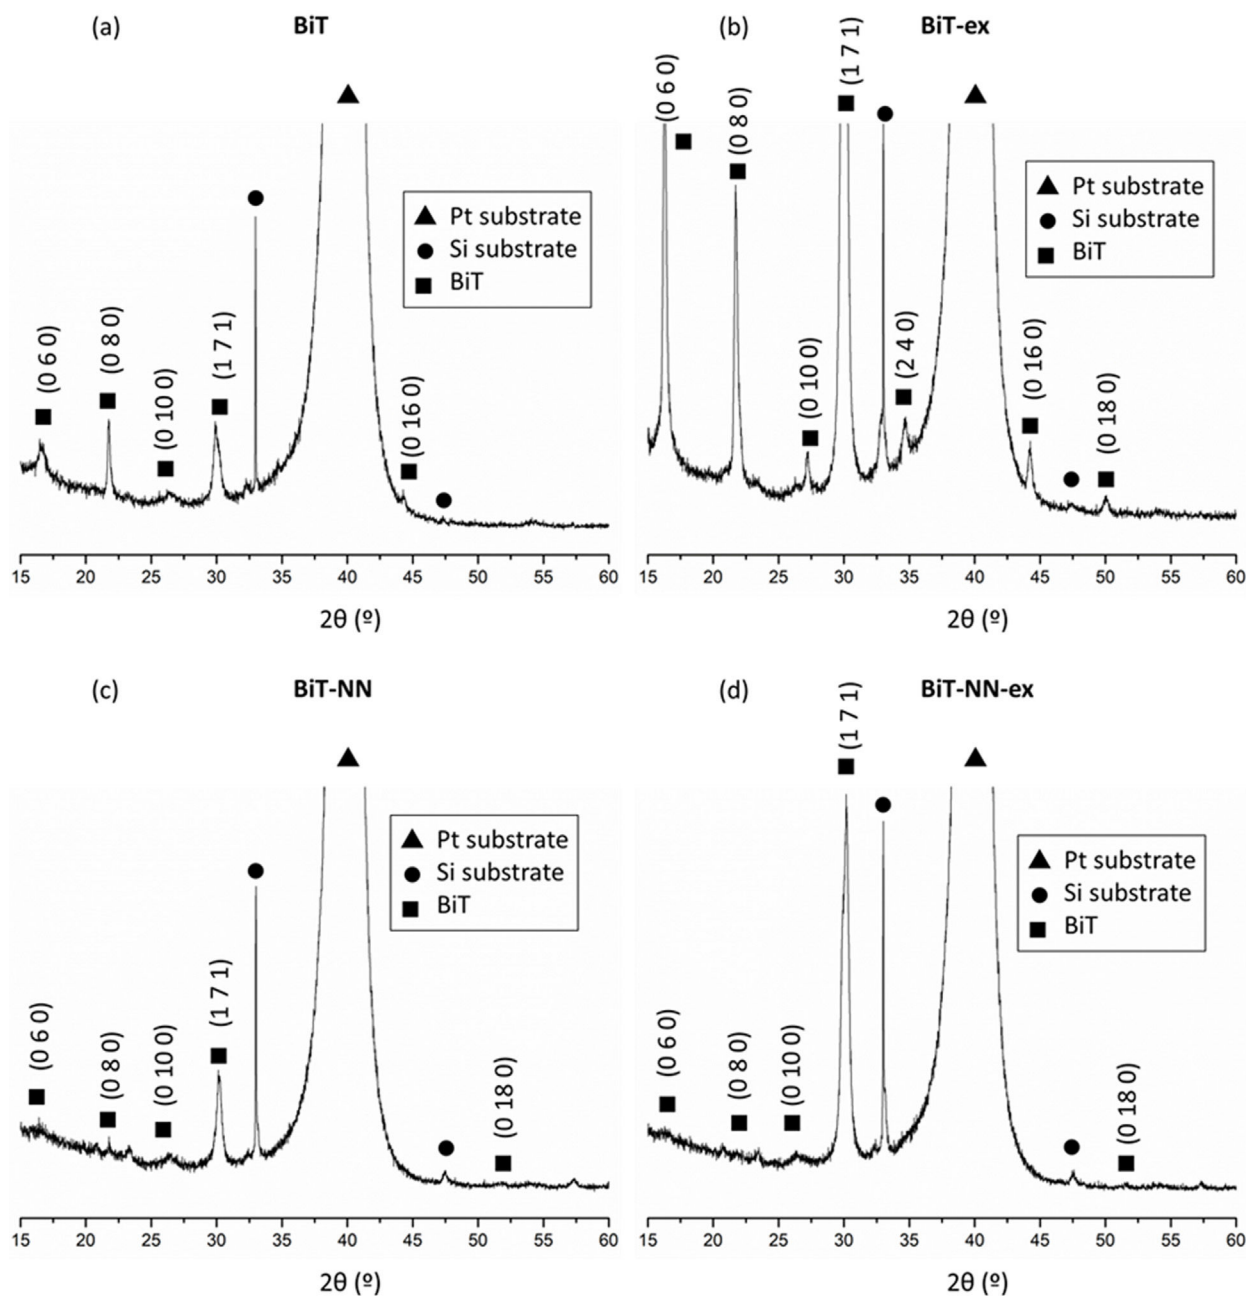 (a) BiT
(0 6 0)
(0 8 0)
(0 10 0)
(1 7 1)
(0 16 0)
Pt substrate
Si substrate
BiT
15 20 25 30 35 40 45 50 55 60
2θ (º)
(b) BiT-ex
(0 6 0)
(0 8 0)
(0 10 0)
(1 7 1)
(2 4 0)
(0 16 0)
(0 18 0)
Pt substrate
Si substrate
BiT
15 20 25 30 35 40 45 50 55 60
2θ (º)
(c) BiT-NN
(0 6 0)
(0 8 0)
(0 10 0)
(1 7 1)
(0 18 0)
Pt substrate
Si substrate
BiT
15 20 25 30 35 40 45 50 55 60
2θ (º)
(d) BiT-NN-ex
(0 6 0)
(0 8 0)
(0 10 0)
(1 7 1)
(0 18 0)
Pt substrate
Si substrate
BiT
15 20 25 30 35 40 45 50 55 60
2θ (º)